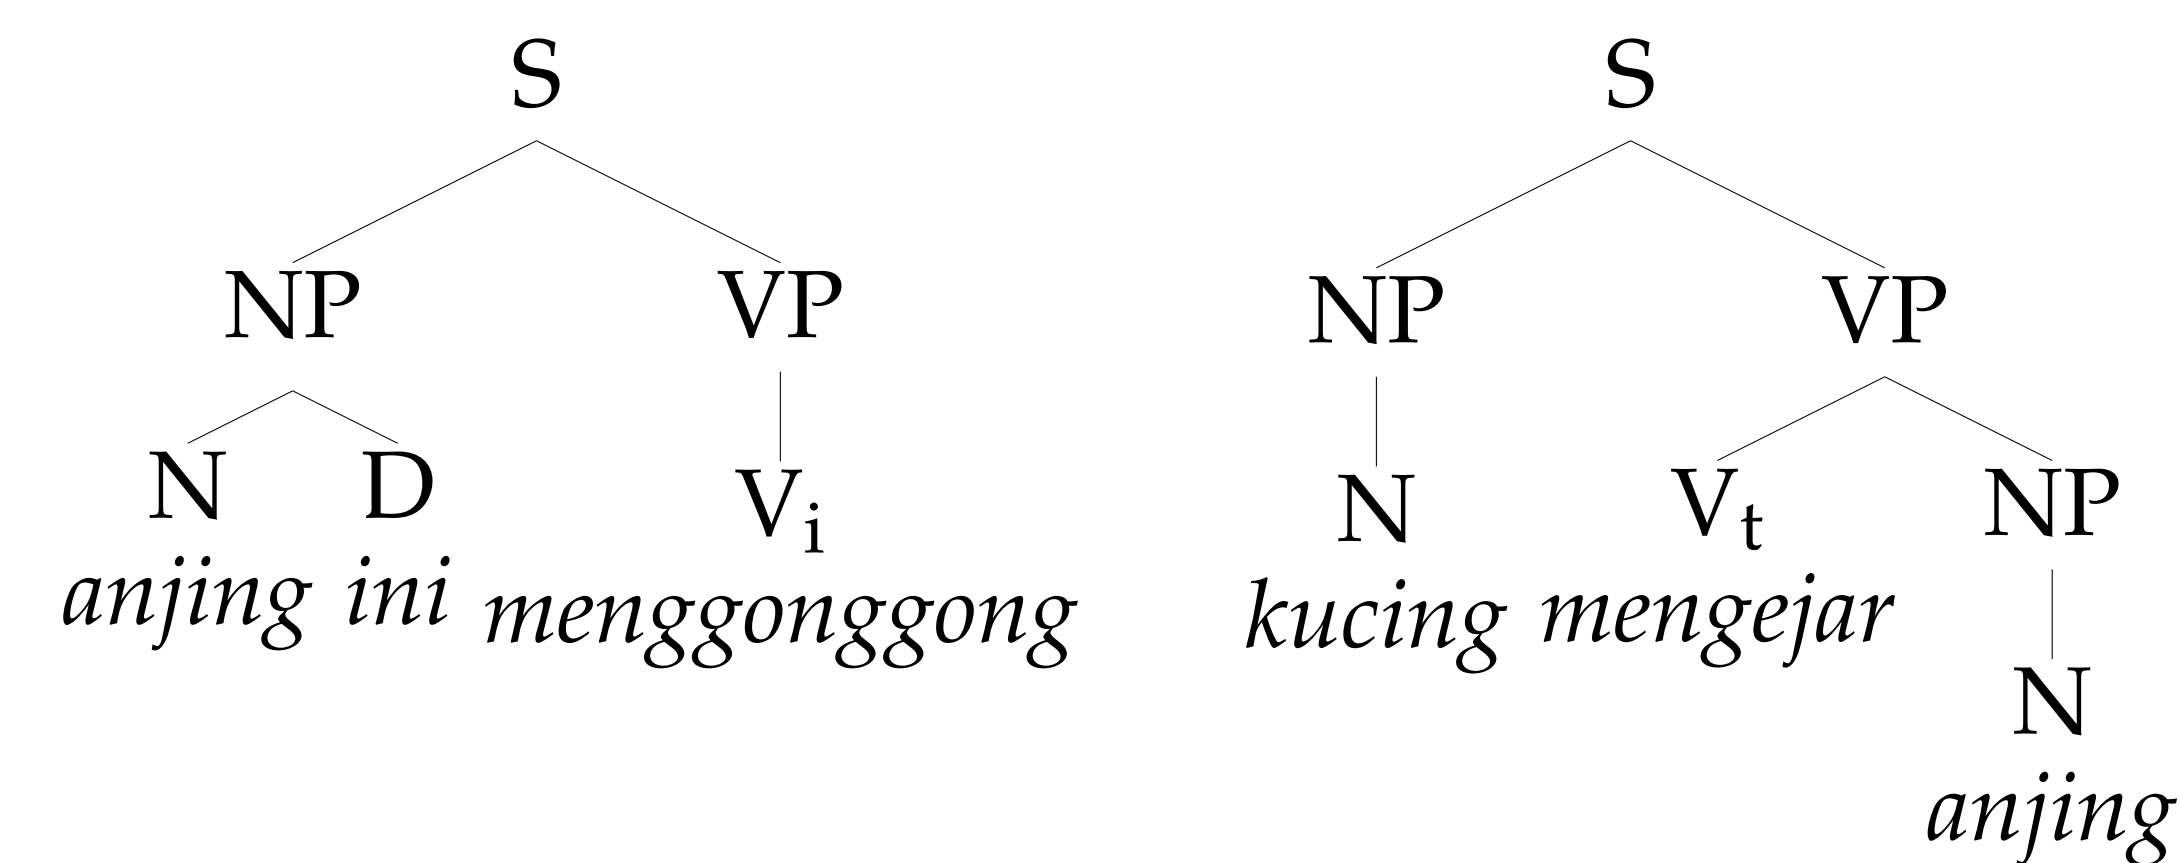 S S
NP VP NP VP
N D Vi N Vt NP
anjing ini menggonggong kucing mengejar N
anjing